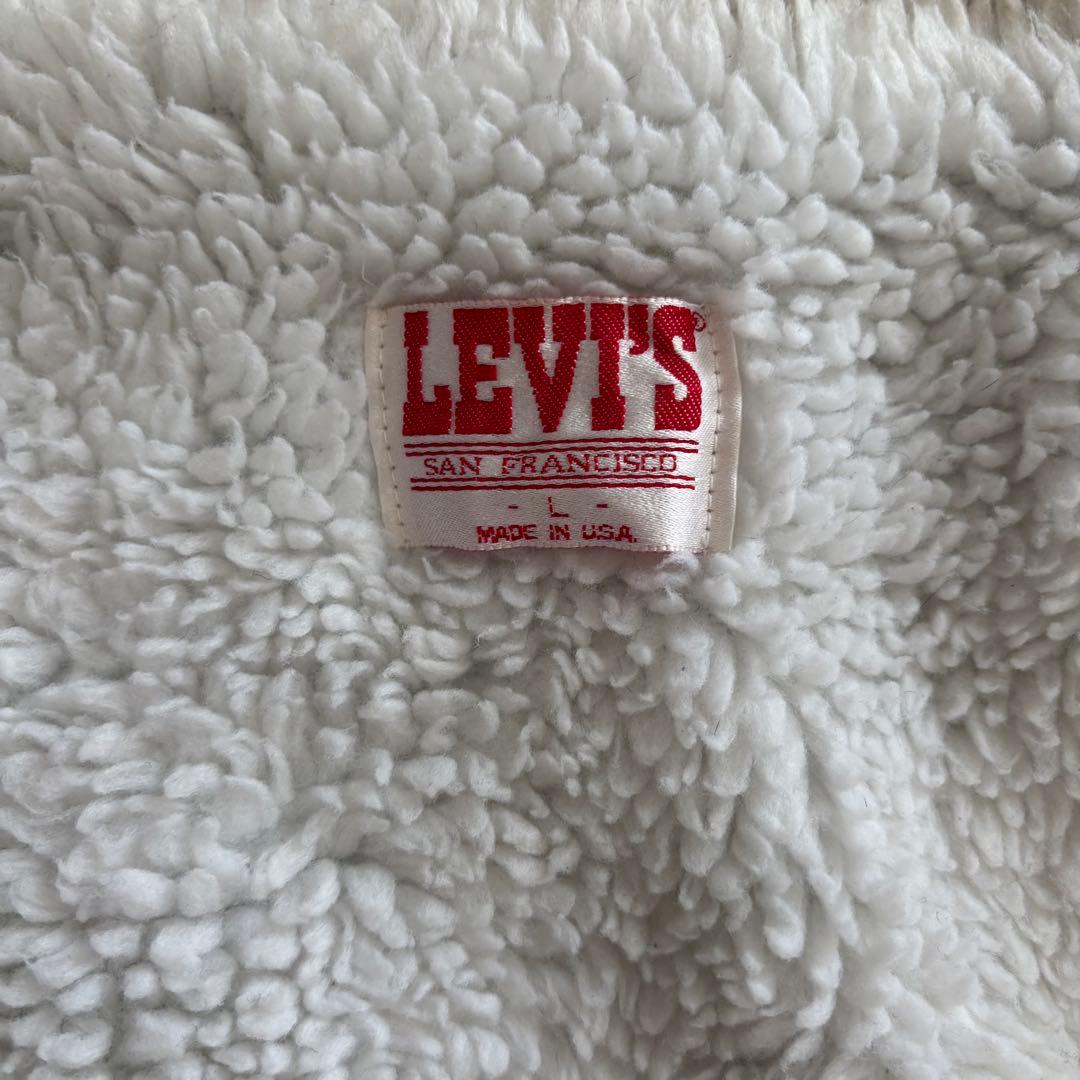 LEVI'S®
SAN FRANCISCO
- L -
MADE IN U.S.A.